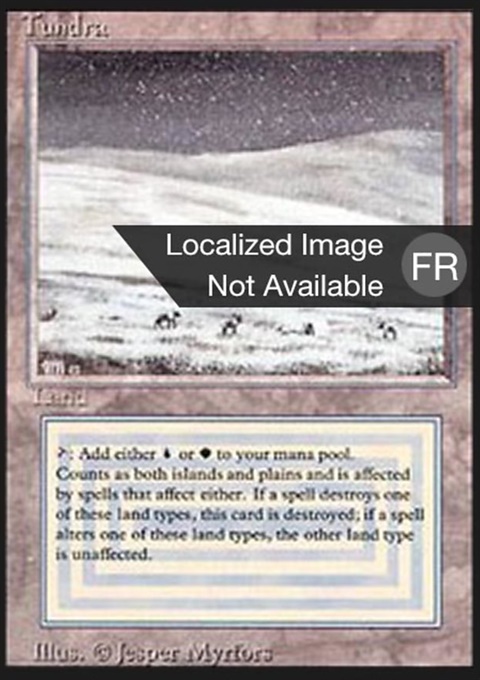 Tundra
Localized Image
Not Available
FR
Land
: Add either or to your mana pool.
Counts as both islands and plains and is affected
by spells that affect either. If a spell destroys one
of these land types, this card is destroyed; if a spell
alters one of these land types, the other land type
is unaffected.
Illus. © Jesper Myrfors